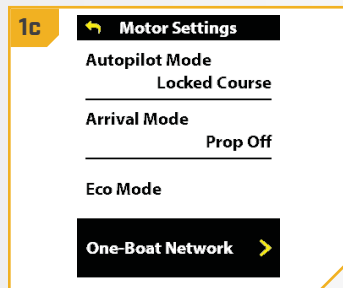 1c
Motor Settings
Autopilot Mode
Locked Course
Arrival Mode
Prop Off
Eco Mode
One-Boat Network